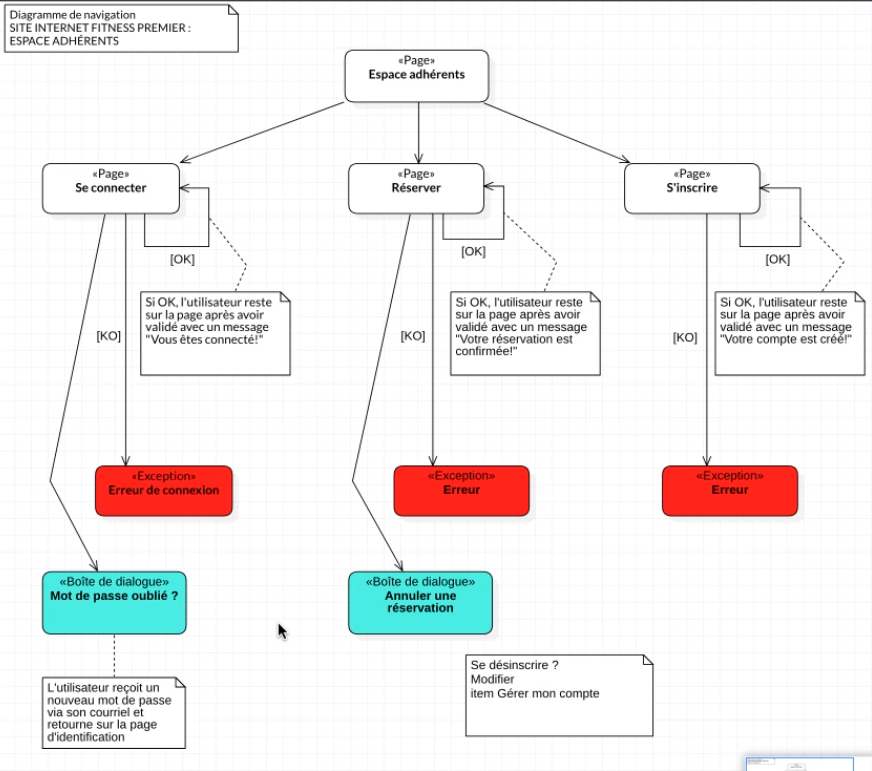 Diagramme de navigation
SITE INTERNET FITNESS PREMIER :
ESPACE ADHÉRENTS
«Page»
Espace adhérents
«Page»
Se connecter
«Page»
Réserver
«Page»
S'inscrire
[OK]
[OK]
[OK]
Si OK, l'utilisateur reste
sur la page après avoir
validé avec un message
"Vous êtes connecté!"
Si OK, l'utilisateur reste
sur la page après avoir
validé avec un message
"Votre réservation est
confirmée!"
Si OK, l'utilisateur reste
sur la page après avoir
validé avec un message
"Votre compte est créé!"
[KO]
[KO]
[KO]
«Exception»
Erreur de connexion
«Exception»
Erreur
«Exception»
Erreur
«Boîte de dialogue»
Mot de passe oublié ?
«Boîte de dialogue»
Annuler une
réservation
L'utilisateur reçoit un
nouveau mot de passe
via son courriel et
retourne sur la page
d'identification
Se désinscrire ?
Modifier
item Gérer mon compte